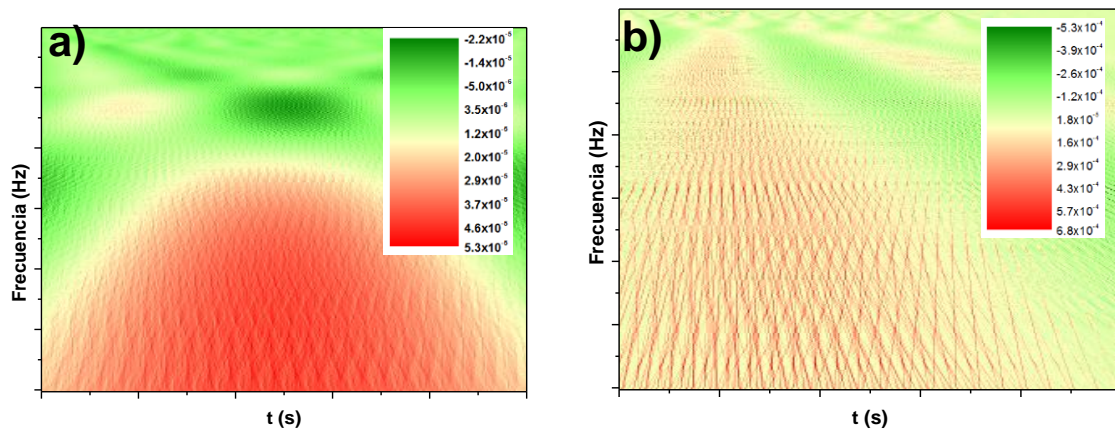 a)
-2.2x10⁻⁵
-1.4x10⁻⁵
-5.0x10⁻⁶
3.5x10⁻⁶
1.2x10⁻⁵
2.0x10⁻⁵
2.9x10⁻⁵
3.7x10⁻⁵
4.6x10⁻⁵
5.3x10⁻⁵
Frecuencia (Hz)
t (s)
b)
-5.3x10⁻⁴
-3.9x10⁻⁴
-2.6x10⁻⁴
-1.2x10⁻⁴
1.8x10⁻⁵
1.6x10⁻⁴
2.9x10⁻⁴
4.3x10⁻⁴
5.7x10⁻⁴
6.8x10⁻⁴
Frecuencia (Hz)
t (s)